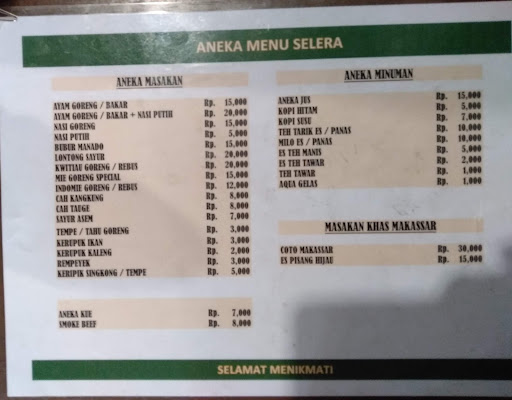 ANEKA MENU SELERA
ANEKA MASAKAN
AYAM GORENG / BAKAR Rp. 15,000
AYAM GORENG / BAKAR + NASI PUTIH Rp. 20,000
NASI GORENG Rp. 15,000
NASI PUTIH Rp. 5,000
BUBUR MANADO Rp. 15,000
LONTONG SAYUR Rp. 20,000
KWITIAU GORENG / REBUS Rp. 20,000
MIE GORENG SPECIAL Rp. 15,000
INDOMIE GORENG / REBUS Rp. 12,000
CAH KANGKUNG Rp. 8,000
CAH TAUGE Rp. 8,000
SAYUR ASEM Rp. 7,000
TEMPE / TAHU GORENG Rp. 3,000
KERUPUK IKAN Rp. 3,000
KERUPUK KALENG Rp. 2,000
REMPEYEK Rp. 3,000
KERIPIK SINGKONG / TEMPE Rp. 5,000
ANEKA KUE Rp. 7,000
SMOKE BEEF Rp. 8,000
ANEKA MINUMAN
ANEKA JUS Rp. 15,000
KOPI HITAM Rp. 5,000
KOPI SUSU Rp. 7,000
TEH TARIK ES / PANAS Rp. 10,000
MILO ES / PANAS Rp. 10,000
ES TEH MANIS Rp. 5,000
ES TEH TAWAR Rp. 2,000
TEH TAWAR Rp. 1,000
AQUA GELAS Rp. 1,000
MASAKAN KHAS MAKASSAR
COTO MAKASSAR Rp. 30,000
ES PISANG HIJAU Rp. 15,000
SELAMAT MENIKMATI